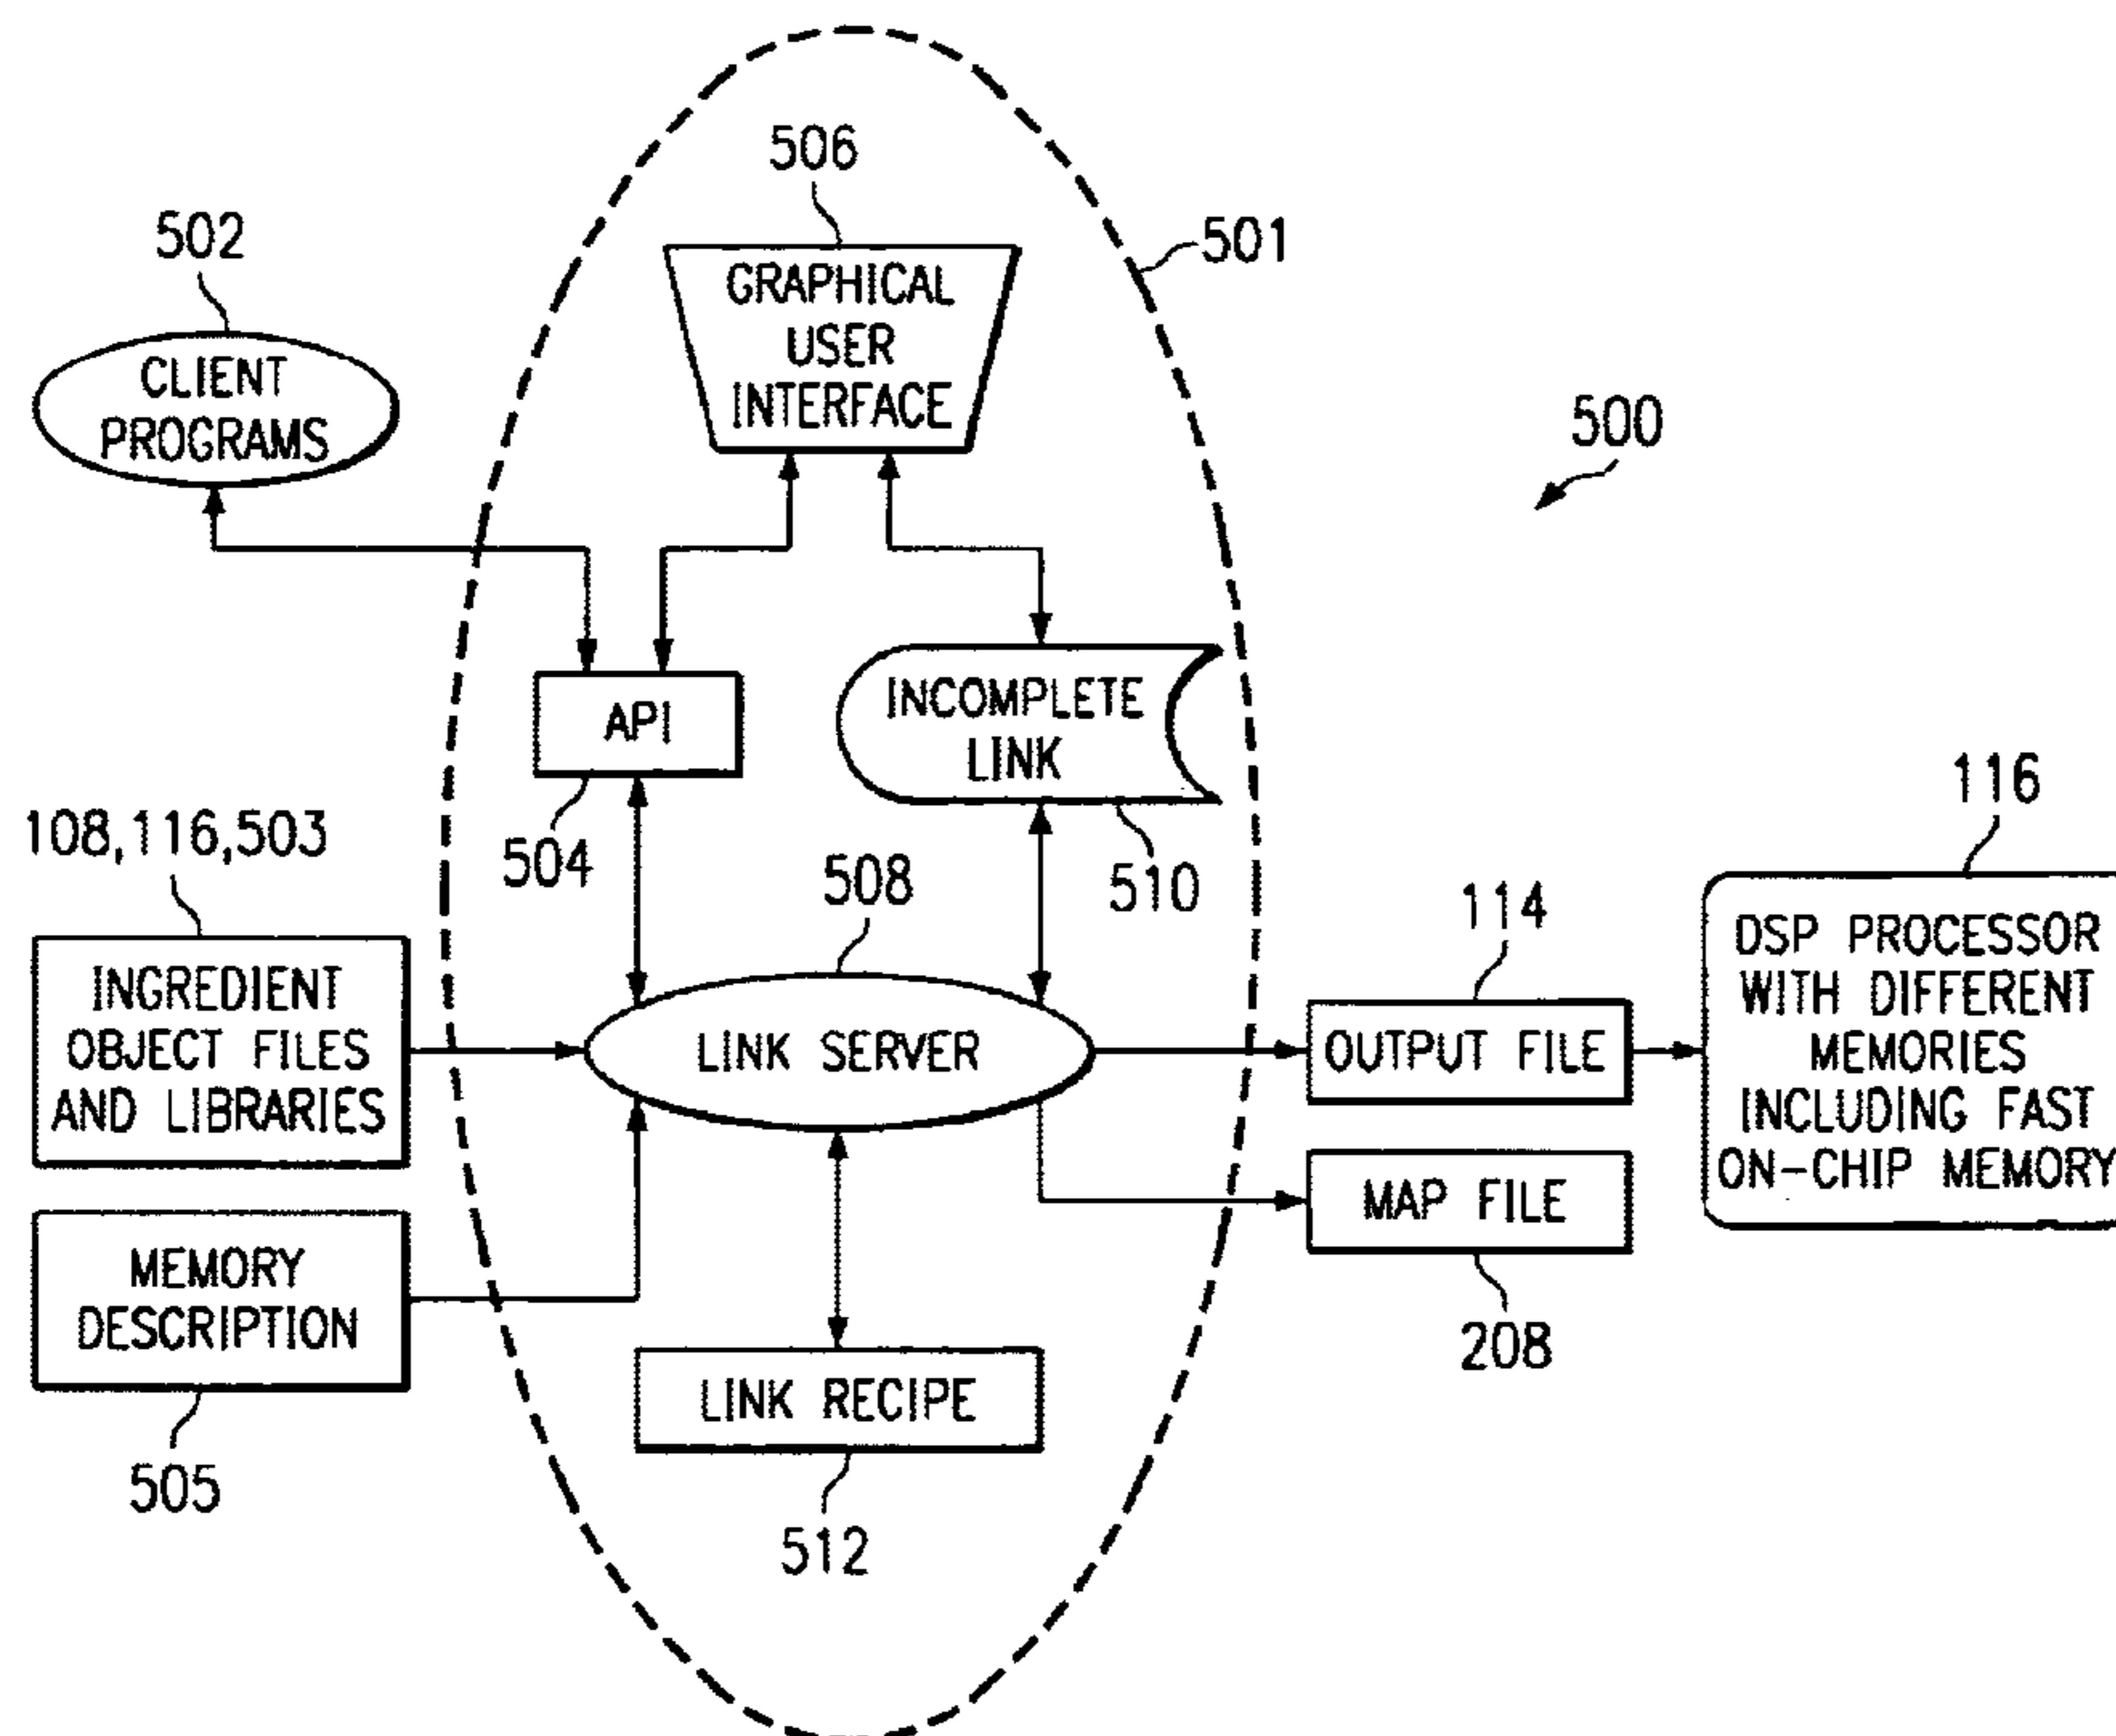 506
502
501
GRAPHICAL
USER
INTERFACE
CLIENT
PROGRAMS
500
API
INCOMPLETE
LINK
116
108,116,503
504
508
510
114
INGREDIENT
OBJECT FILES
AND LIBRARIES
LINK SERVER
OUTPUT FILE
DSP PROCESSOR
WITH DIFFERENT
MEMORIES
INCLUDING FAST
ON-CHIP MEMORY
MAP FILE
MEMORY
DESCRIPTION
208
LINK RECIPE
505
512